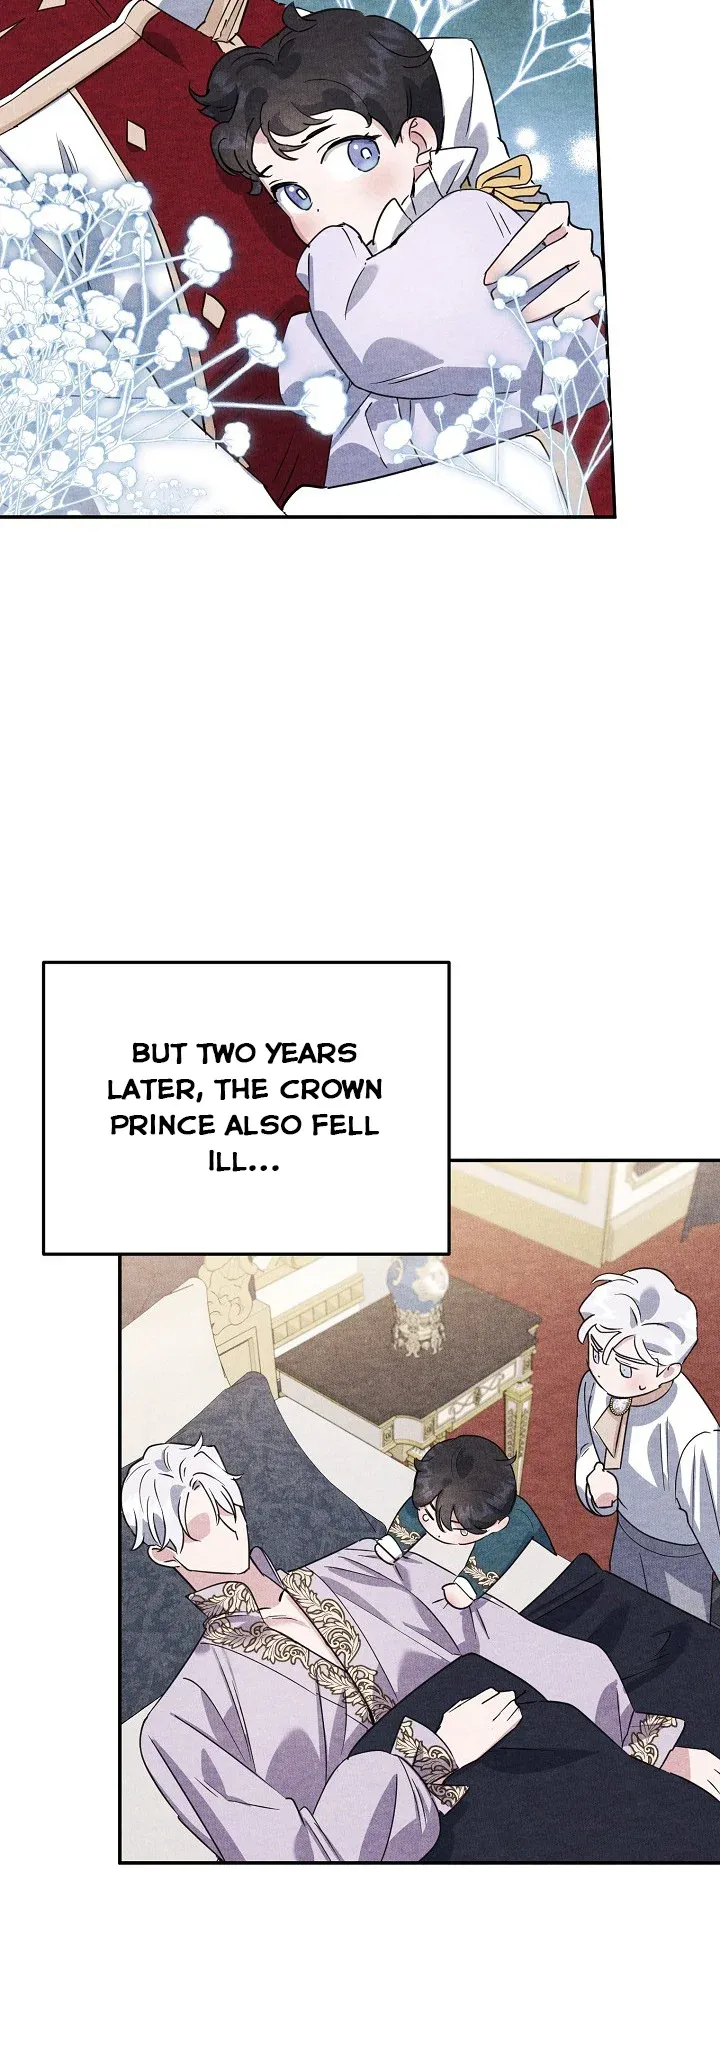 BUT TWO YEARS
LATER, THE CROWN
PRINCE ALSO FELL
ILL...